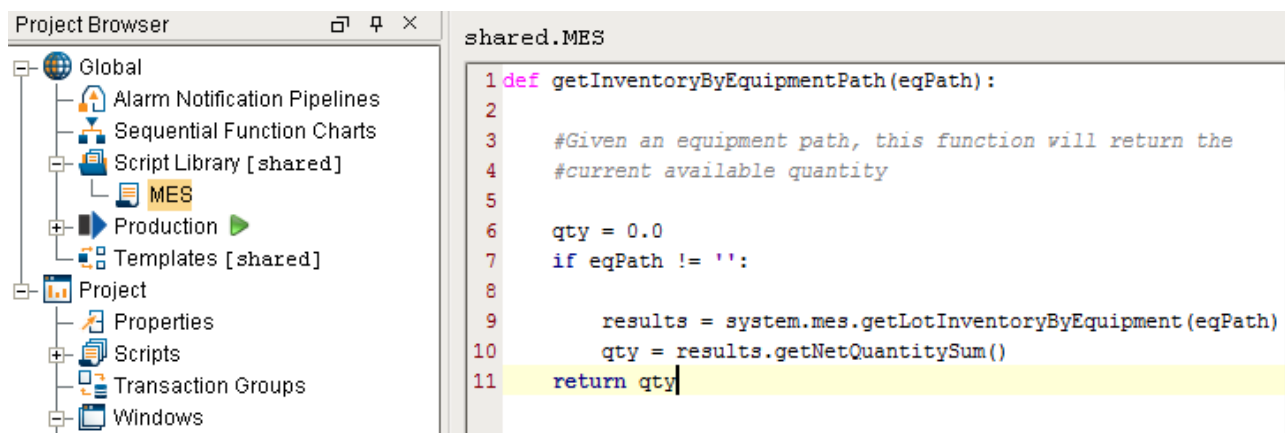 Project Browser
Global
Alarm Notification Pipelines
Sequential Function Charts
Script Library [shared]
MES
Production
Templates [shared]
Project
Properties
Scripts
Transaction Groups
Windows
shared.MES
1 def getInventoryByEquipmentPath(eqPath):
2
3 #Given an equipment path, this function will return the
4 #current available quantity
5
6 qty = 0.0
7 if eqPath != '':
8
9 results = system.mes.getLotInventoryByEquipment(eqPath)
10 qty = results.getNetQuantitySum()
11 return qty